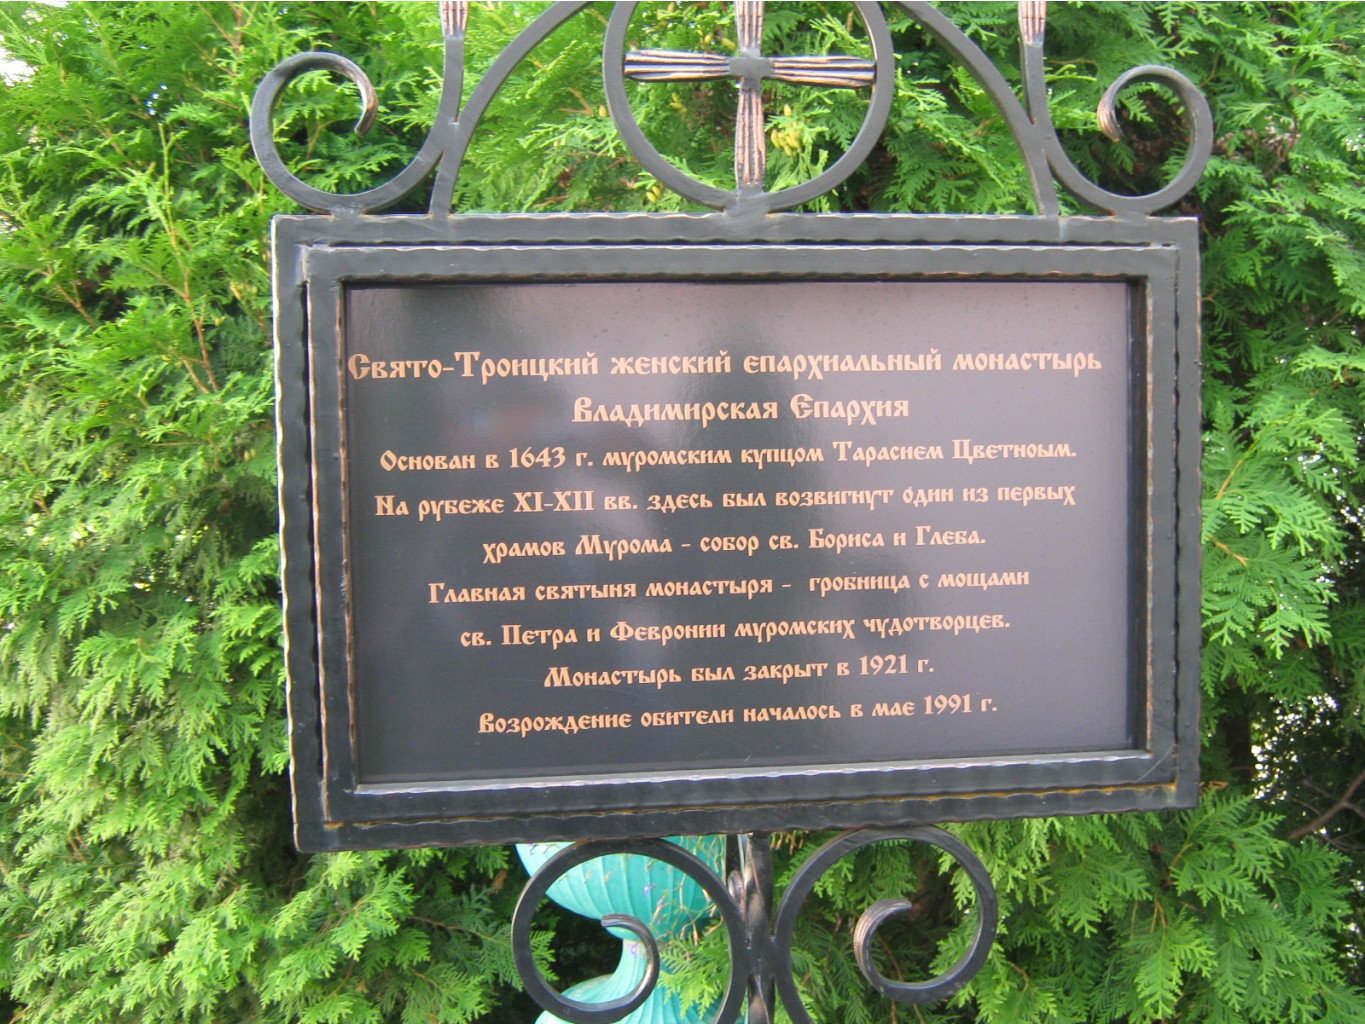 Свято-Троицкий женский епархиальный монастырь
Владимирская Епархия
Основан в 1643 г. муромским купцом Тарасием Цветноым.
На рубеже XI-XII вв. здесь был возвигнут один из первых
храмов Мурома - собор св. Бориса и Глеба.
Главная святыня монастыря - гробница с мощами
св. Петра и Февронии муромских чудотворцев.
Монастырь был закрыт в 1921 г.
Возрождение обители началось в мае 1991 г.